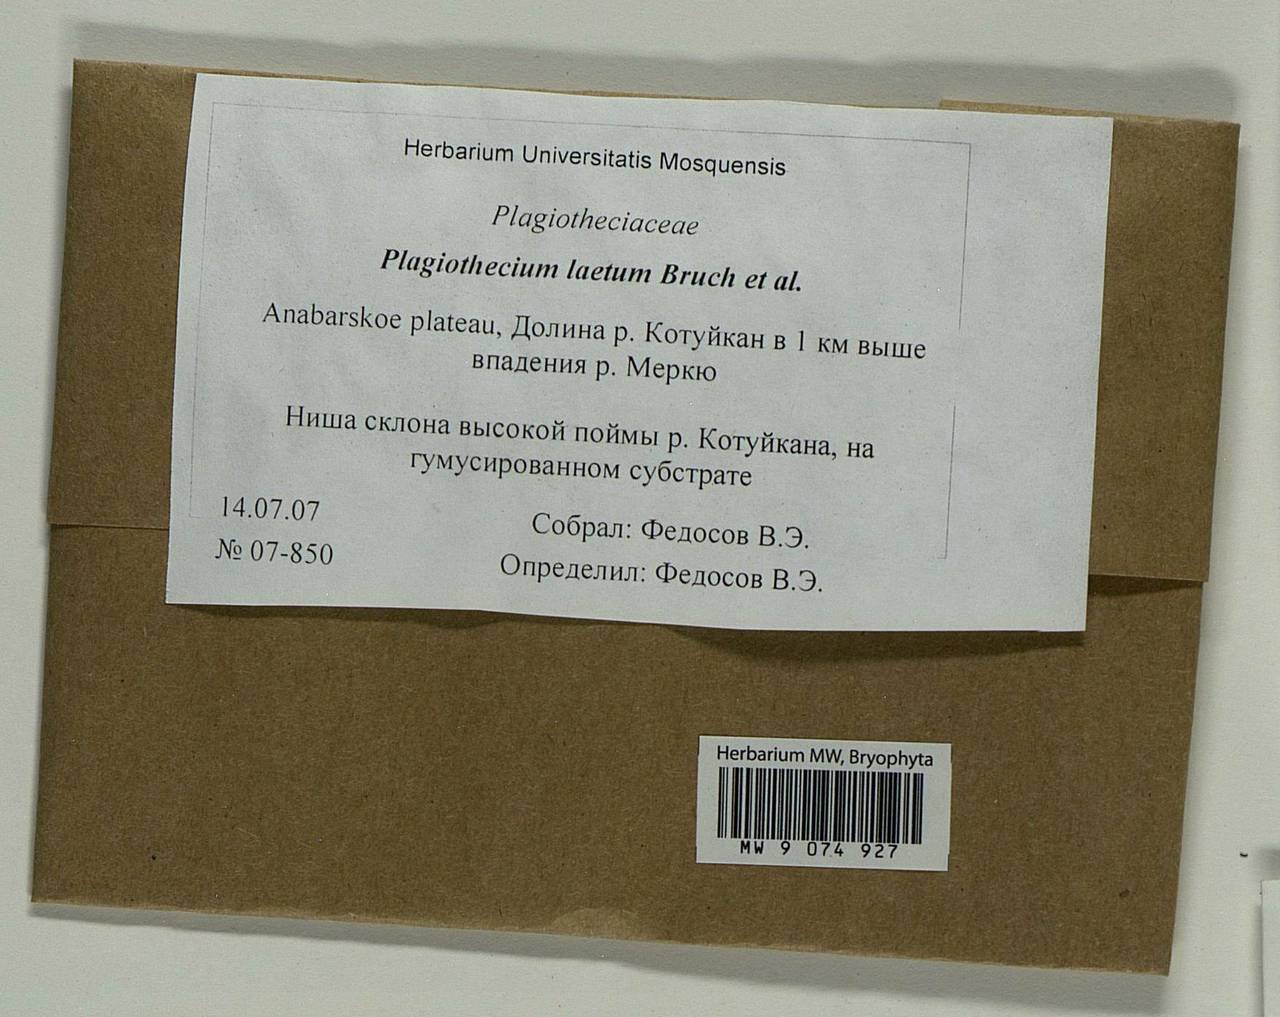 Herbarium Universitatis Mosquensis
Plagiotheciaceae
Plagiothecium laetum Bruch et al.
Anabarskoe plateau, Долина р. Котуйкан в 1 км выше
впадения р. Меркю
Ниша склона высокой поймы р. Котуйкана, на
гумусированном субстрате
14.07.07
Собрал: Федосов В.Э.
№ 07-850
Определил: Федосов В.Э.
Herbarium MW, Bryophyta
MW 9 074 927